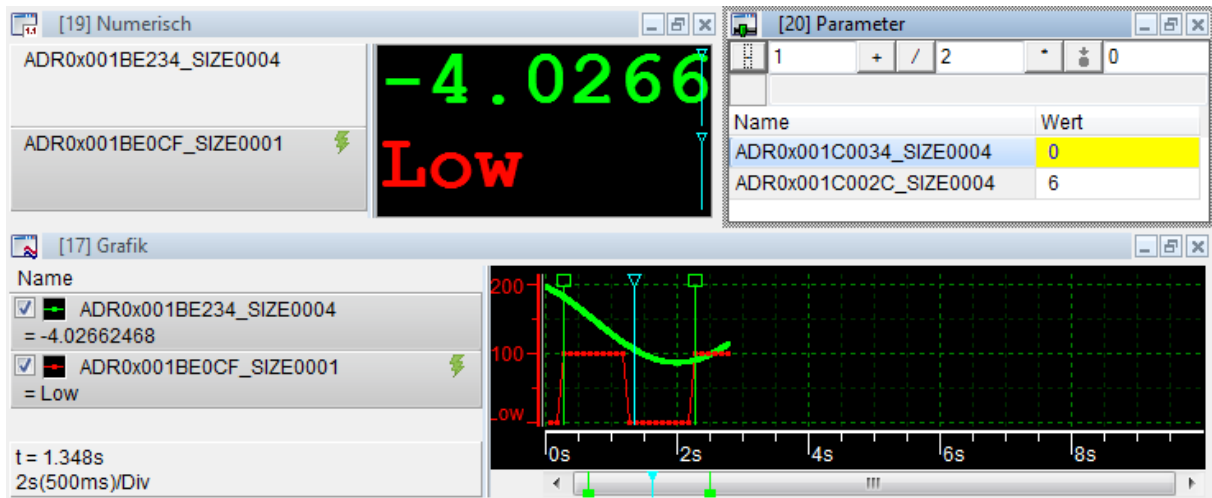 [19] Numerisch
ADR0x001BE234_SIZE0004
-4.0266
ADR0x001BE0CF_SIZE0001
Low
[20] Parameter
1 + / 2 * 0
Name Wert
ADR0x001C0034_SIZE0004 0
ADR0x001C002C_SIZE0004 6
[17] Grafik
Name
ADR0x001BE234_SIZE0004
= -4.02662468
ADR0x001BE0CF_SIZE0001
= Low
t = 1.348s
2s(500ms)/Div
200
100
0s 2s 4s 6s 8s